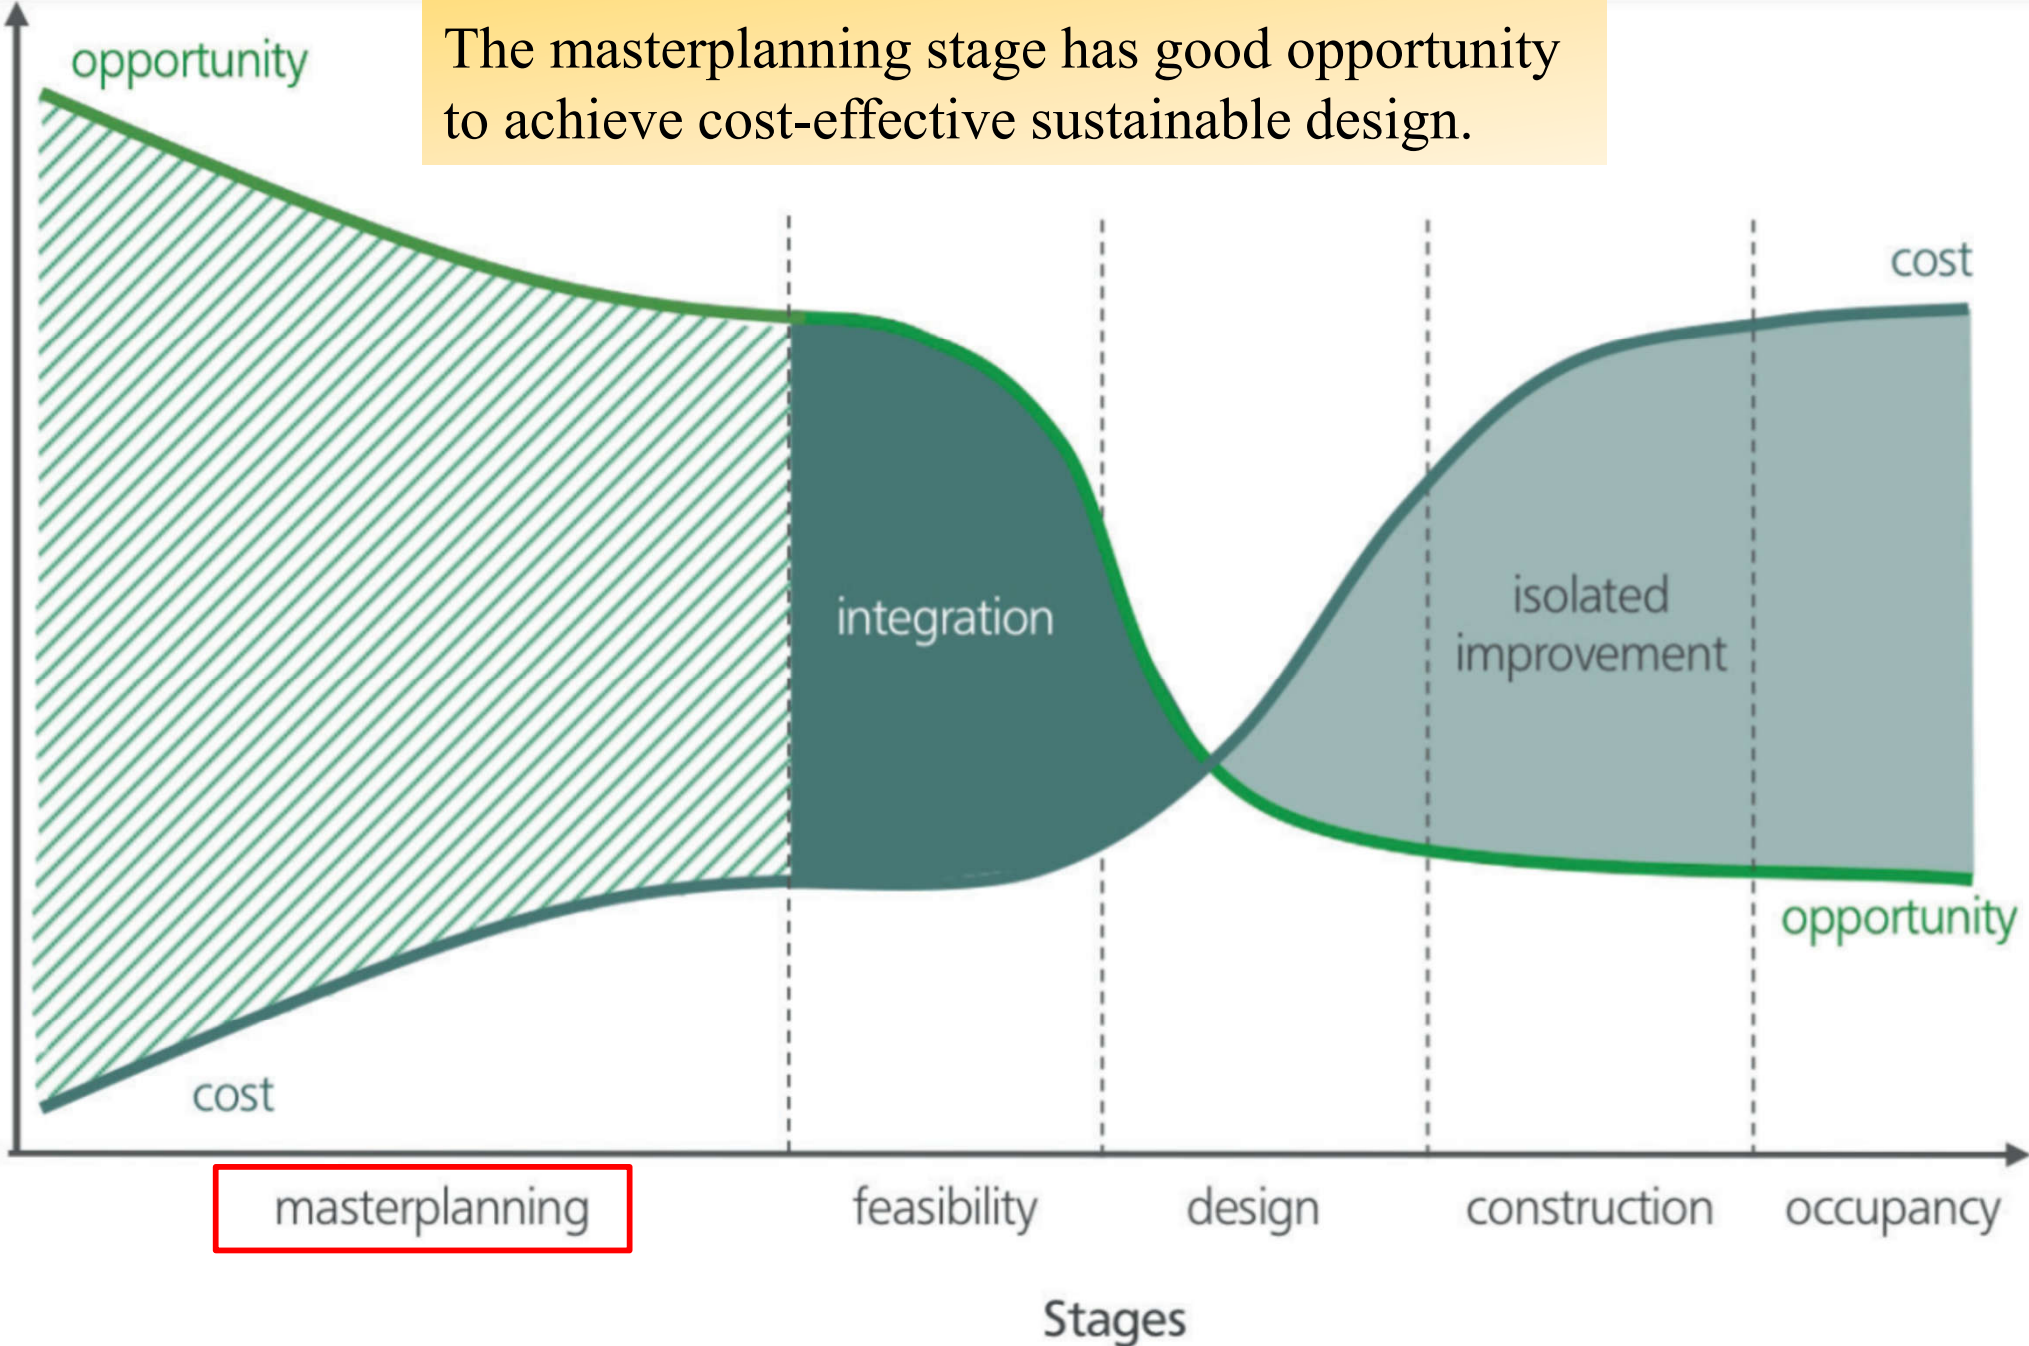 The masterplanning stage has good opportunity
to achieve cost-effective sustainable design.
opportunity
cost
integration
isolated
improvement
opportunity
cost
masterplanning
feasibility
design
construction
occupancy
Stages